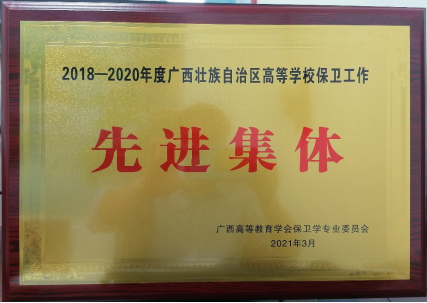 2018—2020年度广西壮族自治区高等学校保卫工作
先进集体
广西高等教育学会保卫学专业委员会
2021年3月